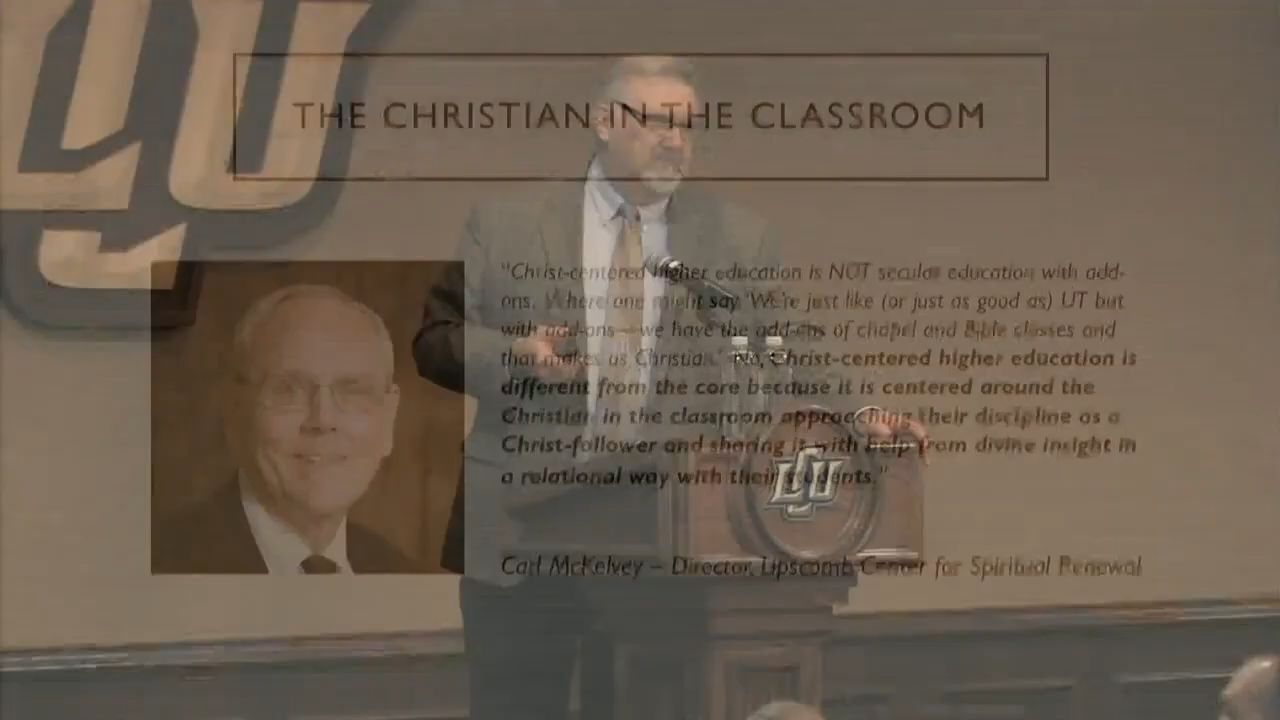 LCU
THE CHRISTIAN IN THE CLASSROOM
"Christ-centered higher education is NOT secular education with add-
ons. Where one might say 'We're just like (or just as good as) UT but
with add-ons – we have the add-ons of chapel and Bible classes and
that makes us Christian.' No, Christ-centered higher education is
different from the core because it is centered around the
Christian in the classroom approaching their discipline as a
Christ-follower and sharing it with help from divine insight in
a relational way with their students."
LCU
Carl McKelvey – Director, Lipscomb Center for Spiritual Renewal